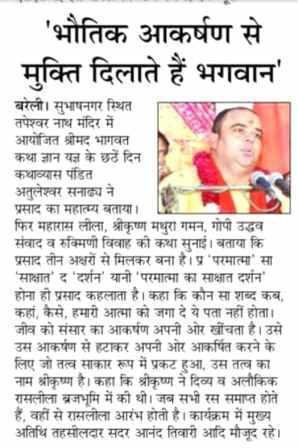 'भौतिक आकर्षण से
मुक्ति दिलाते हैं भगवान'
बरेली। सुभाषनगर स्थित
तपेश्वर नाथ मंदिर में
आयोजित श्रीमद भागवत
कथा ज्ञान यज्ञ के छठें दिन
कथाव्यास पंडित
अतुलेश्वर सनाढ्य ने
प्रसाद का महात्म्य बताया।
फिर महारास लीला, श्रीकृष्ण मथुरा गमन, गोपी उद्धव
संवाद व रुक्मिणी विवाह की कथा सुनाई। बताया कि
प्रसाद तीन अक्षरों से मिलकर बना है। प्र 'परमात्मा' सा
'साक्षात' द 'दर्शन' यानी 'परमात्मा का साक्षात दर्शन'
होना ही प्रसाद कहलाता है। कहा कि कौन सा शब्द कब,
कहां, कैसे, हमारी आत्मा को जगा दे ये पता नहीं होता।
जीव को संसार का आकर्षण अपनी ओर खींचता है। उसे
उस आकर्षण से हटाकर अपनी ओर आकर्षित करने के
लिए जो तत्व साकार रूप में प्रकट हुआ, उस तत्व का
नाम श्रीकृष्ण है। कहा कि श्रीकृष्ण ने दिव्य व अलौकिक
रासलीला ब्रजभूमि में की थी। जब सभी रस समाप्त होते
हैं, वहीं से रासलीला आरंभ होती है। कार्यक्रम में मुख्य
अतिथि तहसीलदार सदर आनंद तिवारी आदि मौजूद रहे।